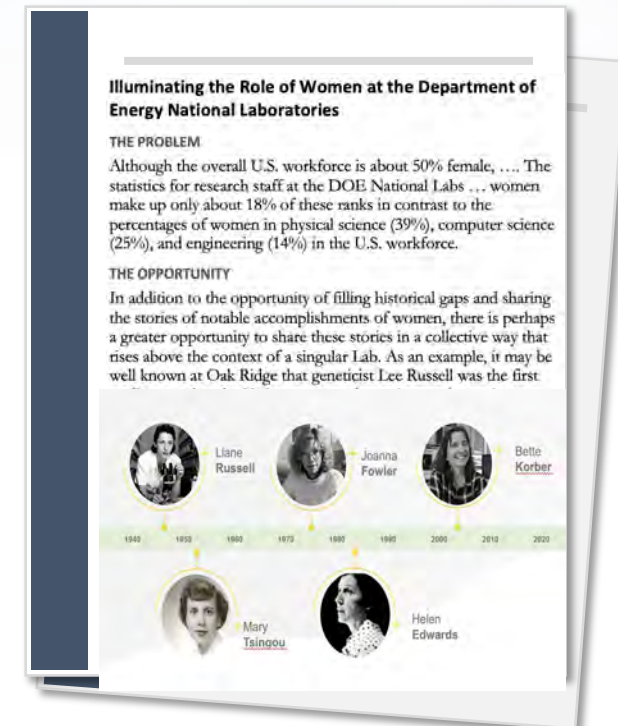 Illuminating the Role of Women at the Department of
Energy National Laboratories
THE PROBLEM
Although the overall U.S. workforce is about 50% female, .... The
statistics for research staff at the DOE National Labs ... women
make up only about 18% of these ranks in contrast to the
percentages of women in physical science (39%), computer science
(25%), and engineering (14%) in the U.S. workforce.
THE OPPORTUNITY
In addition to the opportunity of filling historical gaps and sharing
the stories of notable accomplishments of women, there is perhaps
a greater opportunity to share these stories in a collective way that
rises above the context of a singular Lab. As an example, it may be
well known at Oak Ridge that geneticist Lee Russell was the first
Liane
Russell
Joanna
Fowler
Bette
Korber
1940 1950 1960 1970 1980 1990 2000 2010 2020
Mary
Tsingou
Helen
Edwards